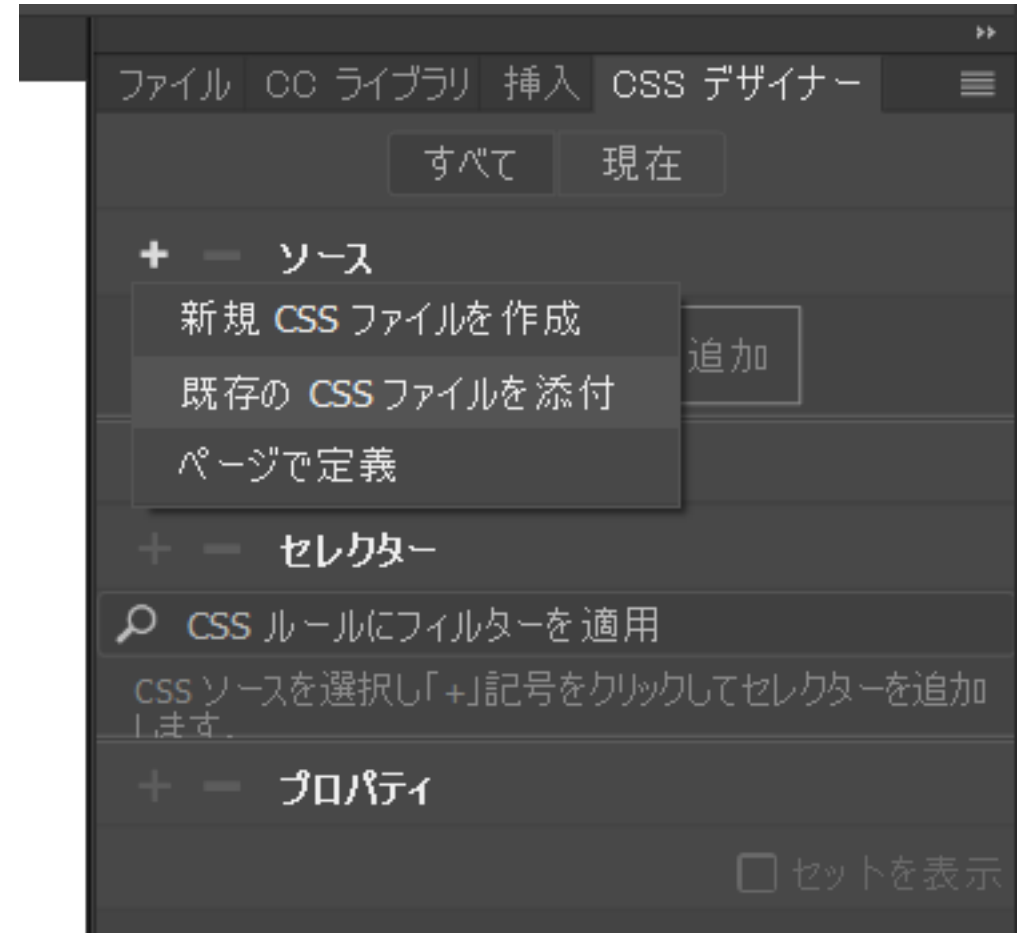 ファイル CC ライブラリ 挿入 CSS デザイナー
すべて 現在
+ − ソース
新規 CSS ファイルを作成
追加
既存の CSS ファイルを添付
ページで定義
+ − セレクター
CSS ルールにフィルターを適用
CSS ソースを選択し「+」記号をクリックしてセレクターを追加
します.
+ − プロパティ
セットを表示